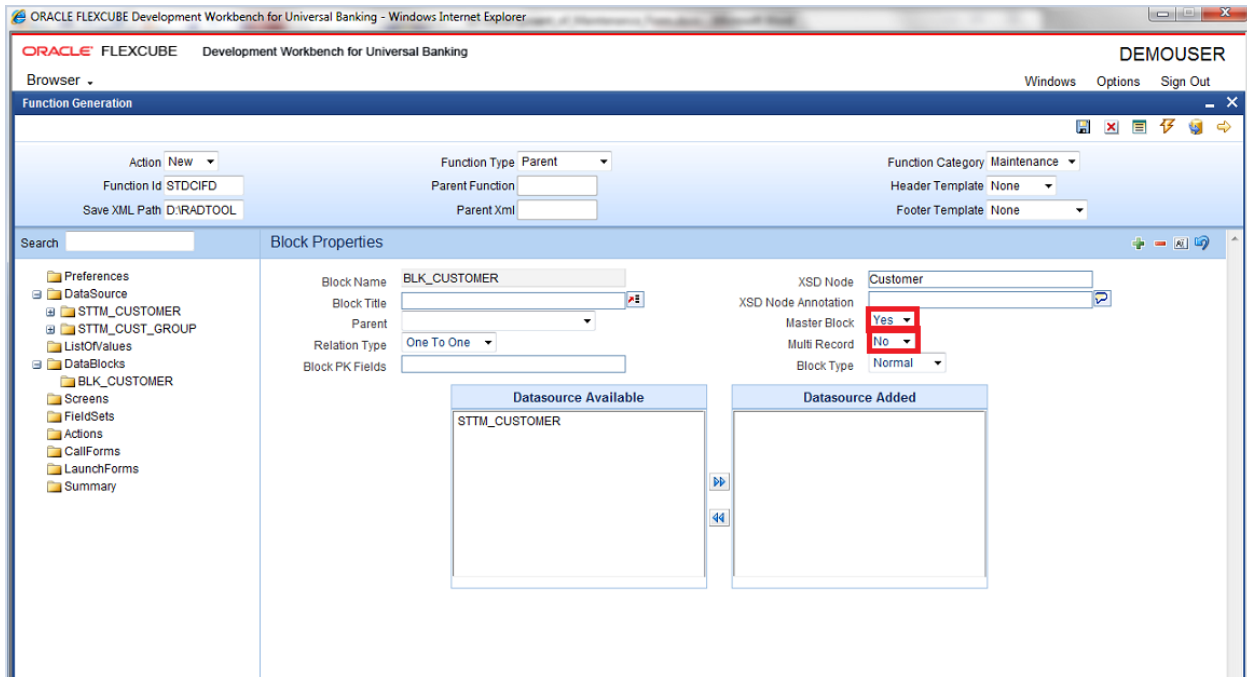 ORACLE FLEXCUBE Development Workbench for Universal Banking - Windows Internet Explorer
ORACLE FLEXCUBE Development Workbench for Universal Banking
DEMOUSER
Browser
Windows Options Sign Out
Function Generation
Action New Function Type Parent Function Category Maintenance
Function Id STDCIFD Parent Function Header Template None
Save XML Path D:\RADTOOL Parent Xml Footer Template None
Search
Block Properties
Preferences
DataSource
STTM_CUSTOMER
STTM_CUST_GROUP
ListOfValues
DataBlocks
BLK_CUSTOMER
Screens
FieldSets
Actions
CallForms
LaunchForms
Summary
Block Name BLK_CUSTOMER XSD Node Customer
Block Title XSD Node Annotation
Parent Master Block Yes
Relation Type One To One Multi Record No
Block PK Fields Block Type Normal
Datasource Available Datasource Added
STTM_CUSTOMER